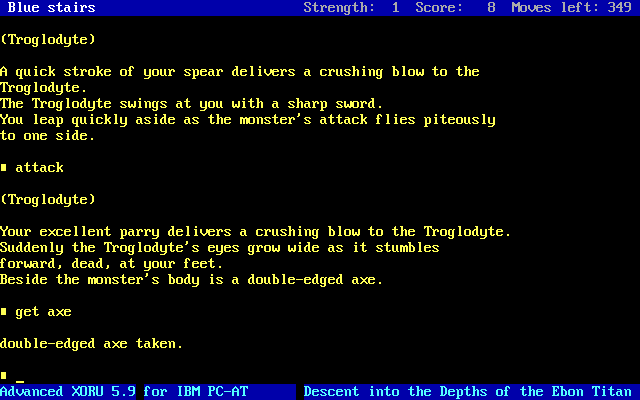 Blue stairs Strength: 1 Score: 8 Moves left: 349
(Troglodyte)
A quick stroke of your spear delivers a crushing blow to the
Troglodyte.
The Troglodyte swings at you with a sharp sword.
You leap quickly aside as the monster's attack flies piteously
to one side.
attack
(Troglodyte)
Your excellent parry delivers a crushing blow to the Troglodyte.
Suddenly the Troglodyte's eyes grow wide as it stumbles
forward, dead, at your feet.
Beside the monster's body is a double-edged axe.
get axe
double-edged axe taken.
Advanced XORU 5.9 for IBM PC-AT Descent into the Depths of the Ebon Titan